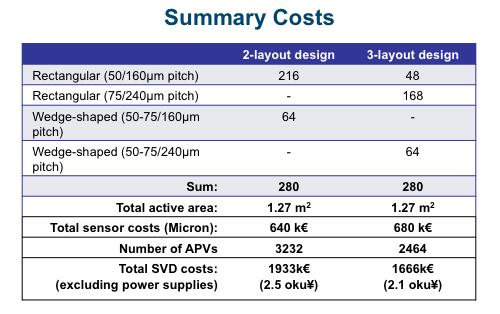 Summary Costs
2-layout design 3-layout design
Rectangular (50/160µm pitch) 216 48
Rectangular (75/240µm pitch) - 168
Wedge-shaped (50-75/160µm 64 -
pitch)
Wedge-shaped (50-75/240µm - 64
pitch)
Sum: 280 280
Total active area: 1.27 m² 1.27 m²
Total sensor costs (Micron): 640 k€ 680 k€
Number of APVs 3232 2464
Total SVD costs: 1933k€ 1666k€
(excluding power supplies) (2.5 oku¥) (2.1 oku¥)